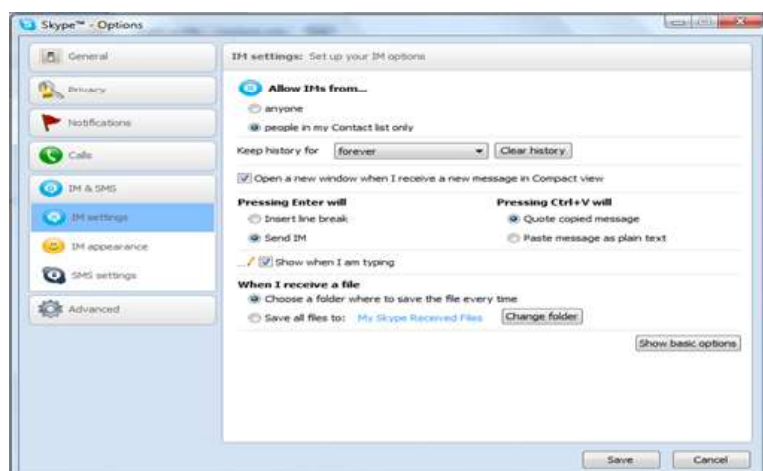 Skype™ - Options
General
Privacy
Notifications
Calls
IM & SMS
IM settings
IM appearance
SMS settings
Advanced
IM settings: Set up your IM options
Allow IMs from...
anyone
people in my Contact list only
Keep history for forever Clear history
Open a new window when I receive a new message in Compact view
Pressing Enter will Pressing Ctrl+V will
Insert line break Quote copied message
Send IM Paste message as plain text
Show when I am typing
When I receive a file
Choose a folder where to save the file every time
Save all files to: My Skype Received Files Change folder
Show basic options
Save Cancel